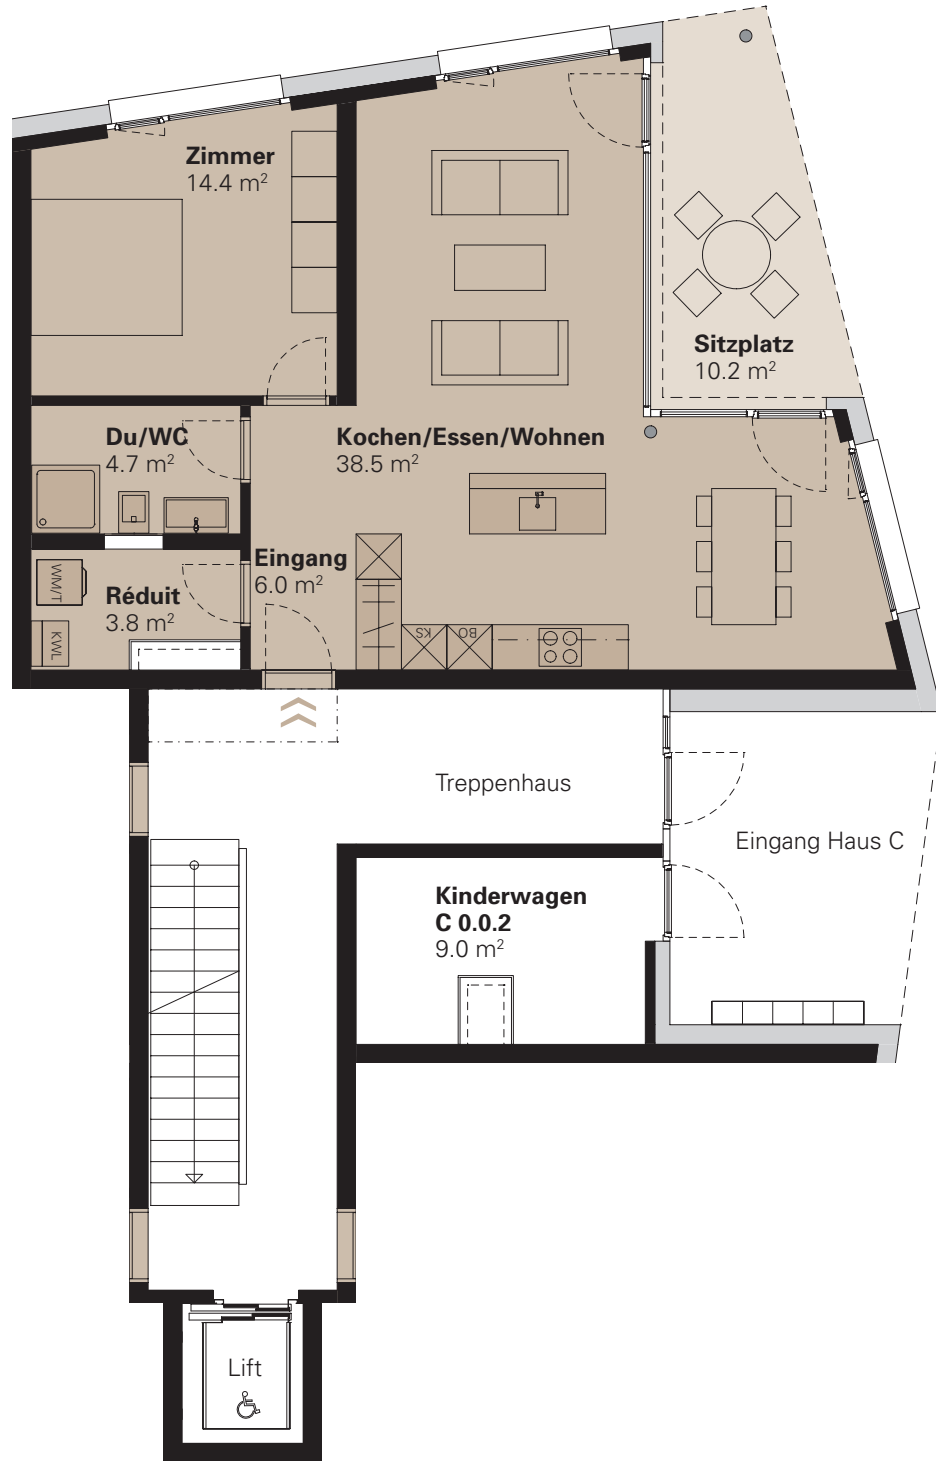 Zimmer
14.4 m²
Sitzplatz
10.2 m²
Du/WC
4.7 m²
Kochen/Essen/Wohnen
38.5 m²
Eingang
6.0 m²
Réduit
3.8 m²
WM/T
KWL
KS
BO
Treppenhaus
Eingang Haus C
Kinderwagen
C 0.0.2
9.0 m²
Lift